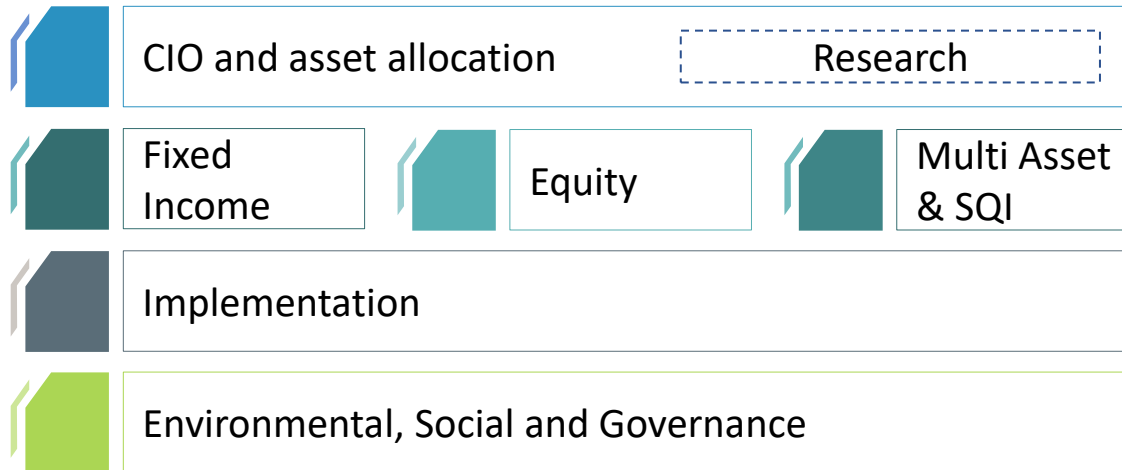 CIO and asset allocation
Research
Fixed
Income
Equity
Multi Asset
& SQI
Implementation
Environmental, Social and Governance